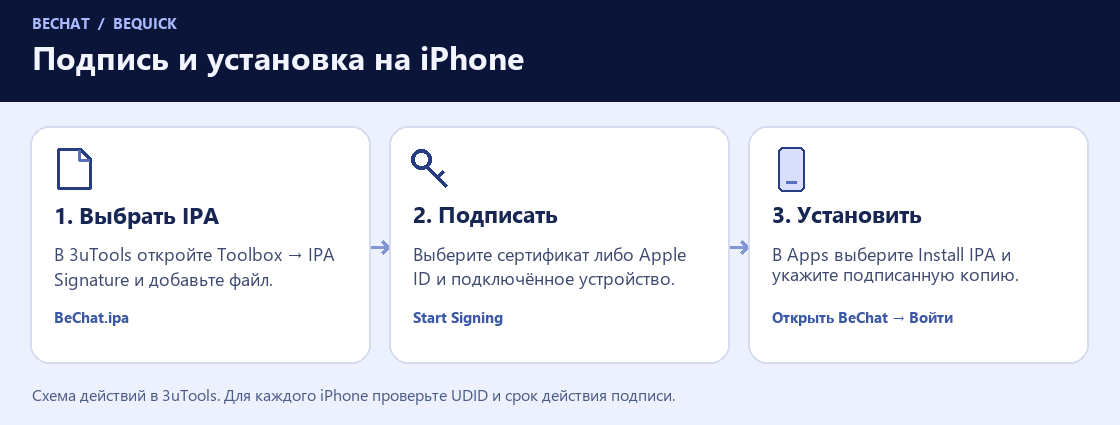 BECHAT / BEQUICK
Подпись и установка на iPhone
1. Выбрать IPA
В 3uTools откройте Toolbox → IPA
Signature и добавьте файл.
BeChat.ipa
2. Подписать
Выберите сертификат либо Apple
ID и подключённое устройство.
Start Signing
3. Установить
В Apps выберите Install IPA и
укажите подписанную копию.
Открыть BeChat → Войти
Схема действий в 3uTools. Для каждого iPhone проверьте UDID и срок действия подписи.